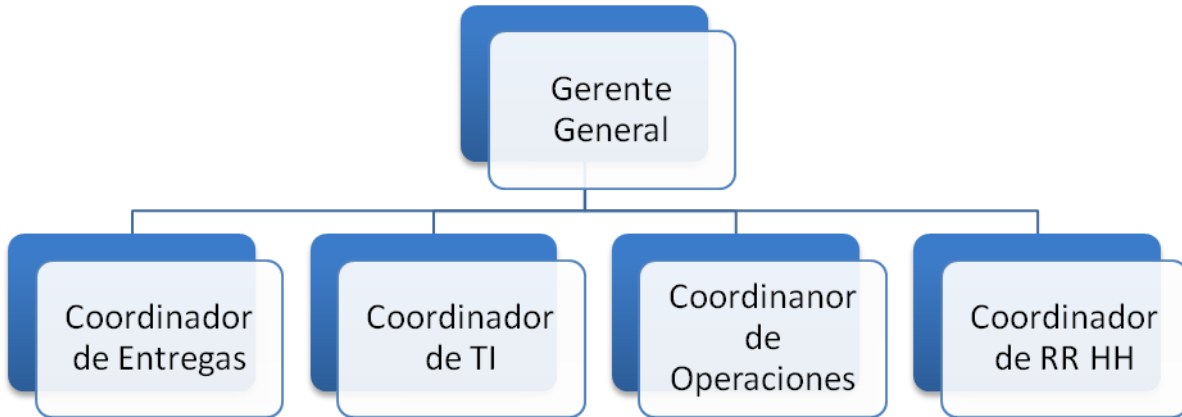 Gerente
General
Coordinador
de Entregas
Coordinador
de TI
Coordinanor
de
Operaciones
Coordinador
de RR HH